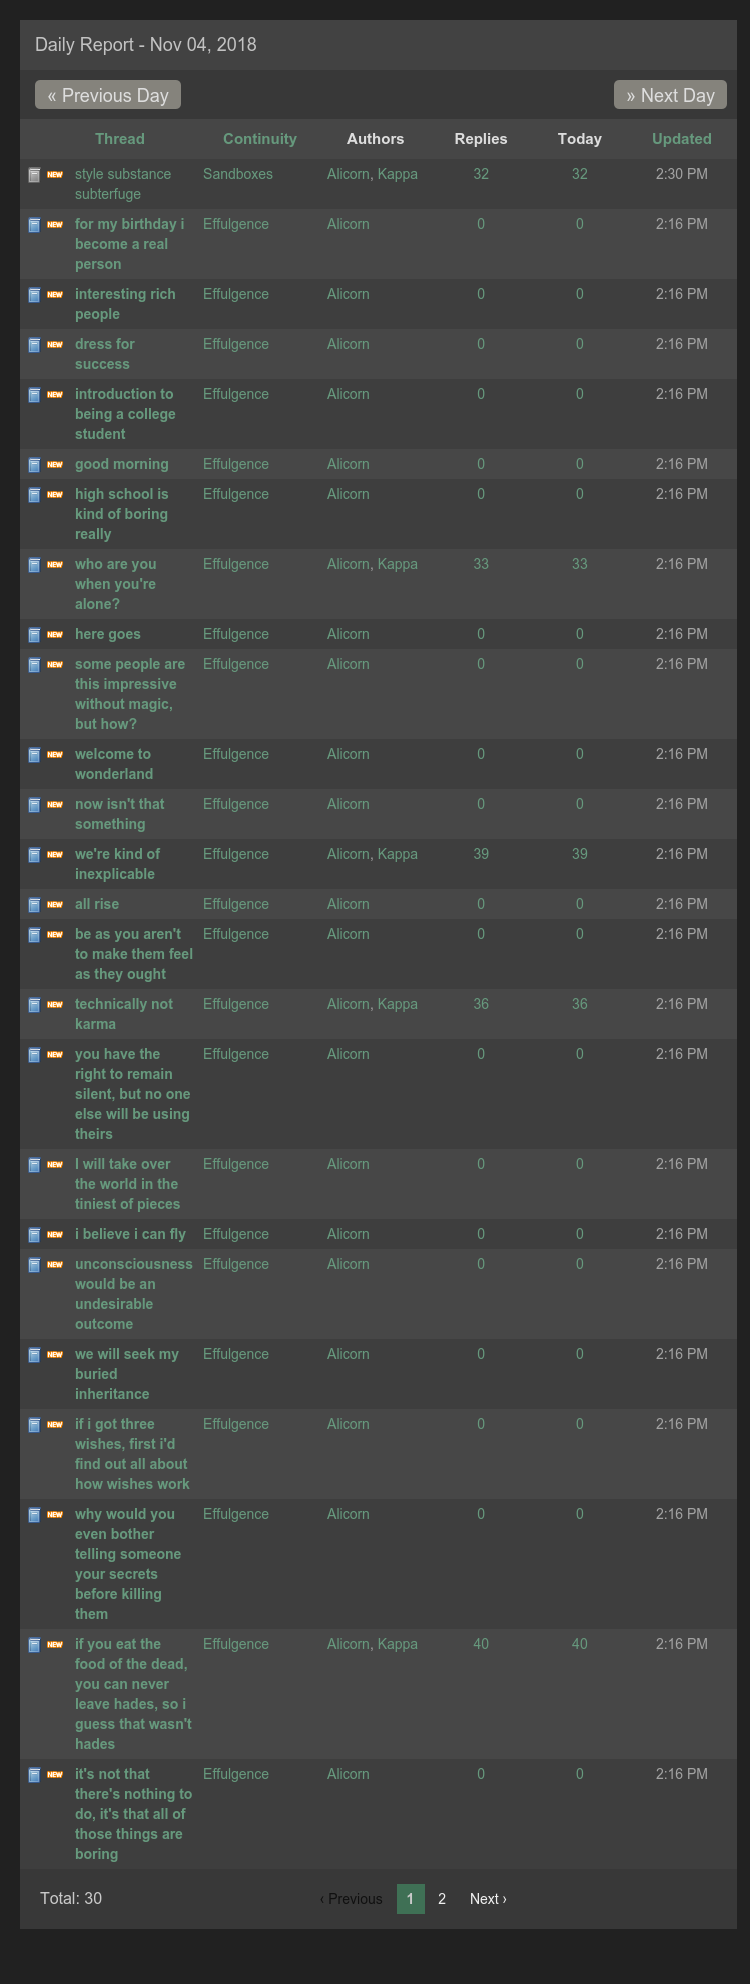 Daily Report - Nov 04, 2018
« Previous Day » Next Day
Thread Continuity Authors Replies Today Updated
NEW style substance Sandboxes Alicorn, Kappa 32 32 2:30 PM
subterfuge
NEW for my birthday i Effulgence Alicorn 0 0 2:16 PM
become a real
person
NEW interesting rich Effulgence Alicorn 0 0 2:16 PM
people
NEW dress for Effulgence Alicorn 0 0 2:16 PM
success
NEW introduction to Effulgence Alicorn 0 0 2:16 PM
being a college
student
NEW good morning Effulgence Alicorn 0 0 2:16 PM
NEW high school is Effulgence Alicorn 0 0 2:16 PM
kind of boring
really
NEW who are you Effulgence Alicorn, Kappa 33 33 2:16 PM
when you're
alone?
NEW here goes Effulgence Alicorn 0 0 2:16 PM
NEW some people are Effulgence Alicorn 0 0 2:16 PM
this impressive
without magic,
but how?
NEW welcome to Effulgence Alicorn 0 0 2:16 PM
wonderland
NEW now isn't that Effulgence Alicorn 0 0 2:16 PM
something
NEW we're kind of Effulgence Alicorn, Kappa 39 39 2:16 PM
inexplicable
NEW all rise Effulgence Alicorn 0 0 2:16 PM
NEW be as you aren't Effulgence Alicorn 0 0 2:16 PM
to make them feel
as they ought
NEW technically not Effulgence Alicorn, Kappa 36 36 2:16 PM
karma
NEW you have the Effulgence Alicorn 0 0 2:16 PM
right to remain
silent, but no one
else will be using
theirs
NEW I will take over Effulgence Alicorn 0 0 2:16 PM
the world in the
tiniest of pieces
NEW i believe i can fly Effulgence Alicorn 0 0 2:16 PM
NEW unconsciousness Effulgence Alicorn 0 0 2:16 PM
would be an
undesirable
outcome
NEW we will seek my Effulgence Alicorn 0 0 2:16 PM
buried
inheritance
NEW if i got three Effulgence Alicorn 0 0 2:16 PM
wishes, first i'd
find out all about
how wishes work
NEW why would you Effulgence Alicorn 0 0 2:16 PM
even bother
telling someone
your secrets
before killing
them
NEW if you eat the Effulgence Alicorn, Kappa 40 40 2:16 PM
food of the dead,
you can never
leave hades, so i
guess that wasn't
hades
NEW it's not that Effulgence Alicorn 0 0 2:16 PM
there's nothing to
do, it's that all of
those things are
boring
Total: 30 ‹ Previous 1 2 Next ›